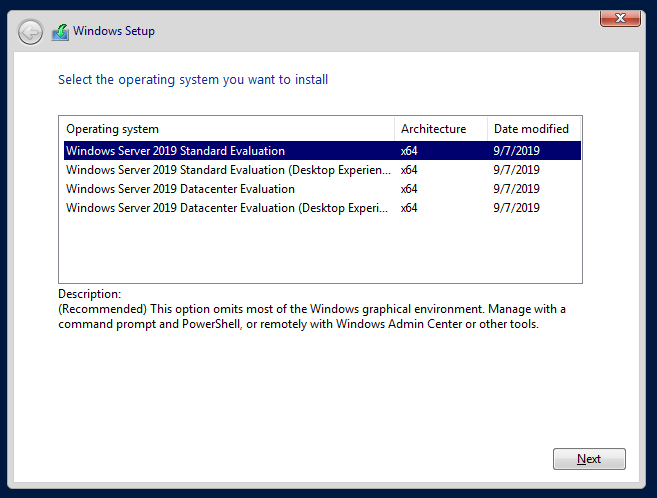 Windows Setup
Select the operating system you want to install
Operating system Architecture Date modified
Windows Server 2019 Standard Evaluation x64 9/7/2019
Windows Server 2019 Standard Evaluation (Desktop Experien... x64 9/7/2019
Windows Server 2019 Datacenter Evaluation x64 9/7/2019
Windows Server 2019 Datacenter Evaluation (Desktop Experi... x64 9/7/2019
Description:
(Recommended) This option omits most of the Windows graphical environment. Manage with a
command prompt and PowerShell, or remotely with Windows Admin Center or other tools.
Next